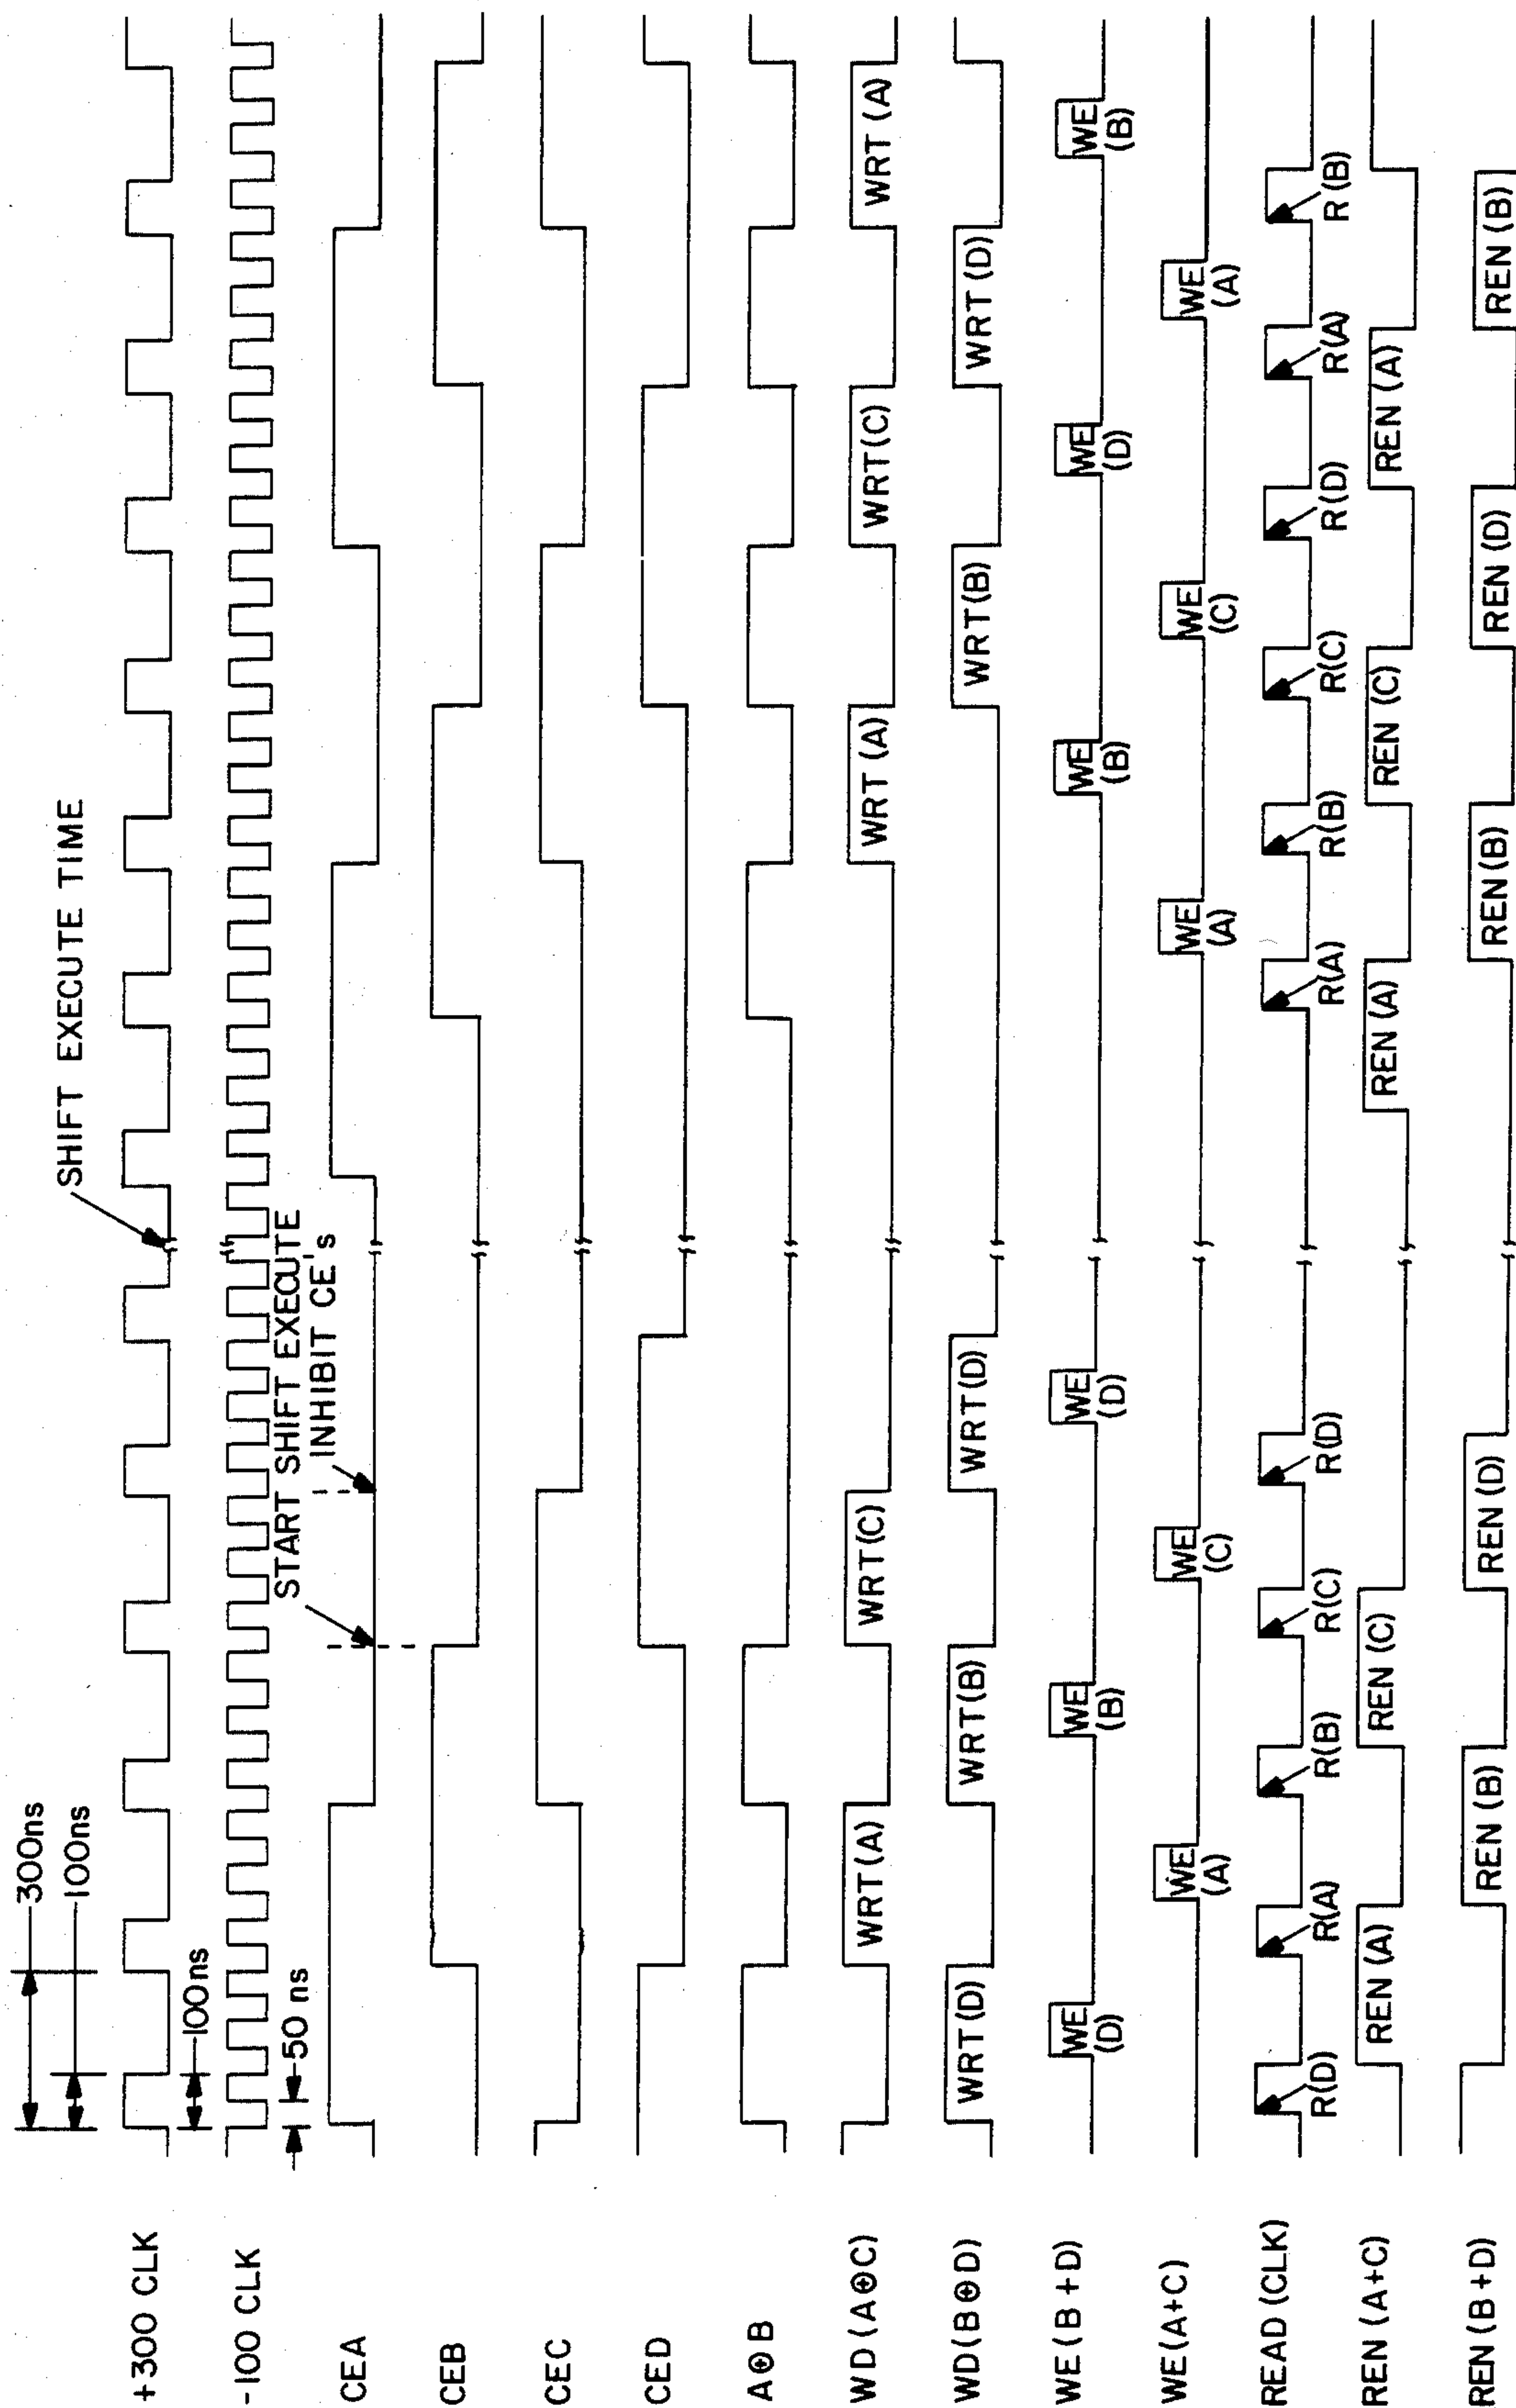 SHIFT EXECUTE TIME
300ns
100ns
+300 CLK
100ns
-100 CLK
50 ns
START SHIFT EXECUTE
INHIBIT CE's
CEA
CEB
CEC
CED
A⊕B
WD(A⊕C) WRT(A) WRT(C) WRT(A) WRT(C) WRT(A)
WD(B⊕D) WRT(D) WRT(B) WRT(D) WRT(B) WRT(D)
WE(B+D) WE WE WE WE WE WE
(D) (B) (D) (B) (D) (B)
WE(A+C) WE WE WE WE WE
(A) (C) (A) (C) (A)
READ(CLK)
R(D) R(A) R(B) R(C) R(D) R(A) R(B) R(C) R(D) R(A) R(B)
REN(A+C) REN(A) REN(C) REN(A) REN(C) REN(A)
REN(B+D) REN(B) REN(D) REN(B) REN(D) REN(B)